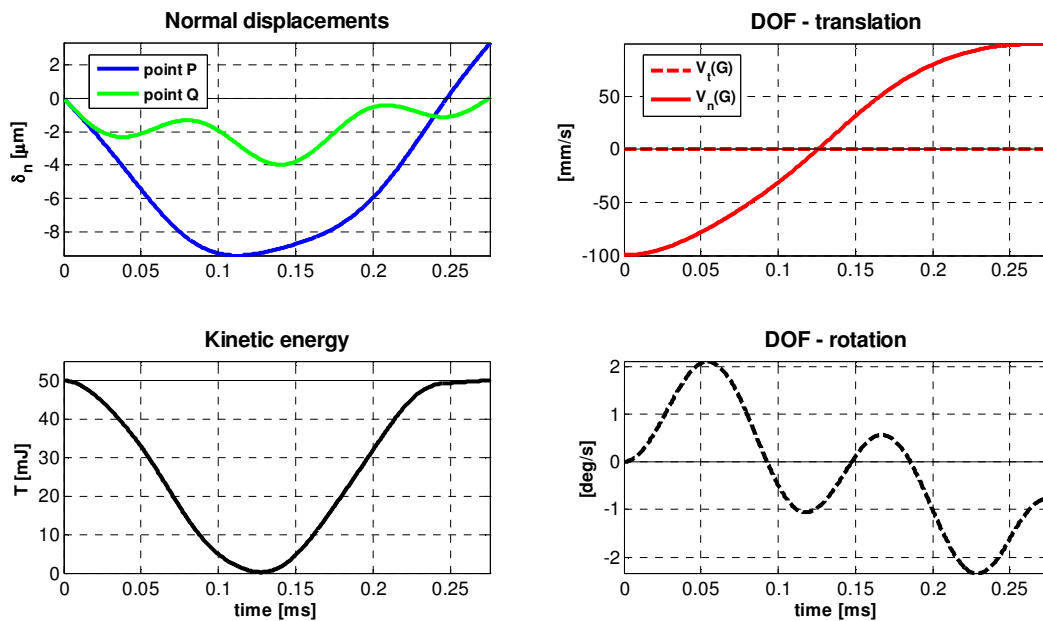 Normal displacements
2
0
-2
-4
-6
-8
δn [μm]
point P
point Q
0 0.05 0.1 0.15 0.2 0.25
DOF - translation
50
0
-50
-100
[mm/s]
Vt(G)
Vn(G)
0 0.05 0.1 0.15 0.2 0.25
Kinetic energy
50
40
30
20
10
0
T [mJ]
0 0.05 0.1 0.15 0.2 0.25
time [ms]
DOF - rotation
2
1
0
-1
-2
[deg/s]
0 0.05 0.1 0.15 0.2 0.25
time [ms]